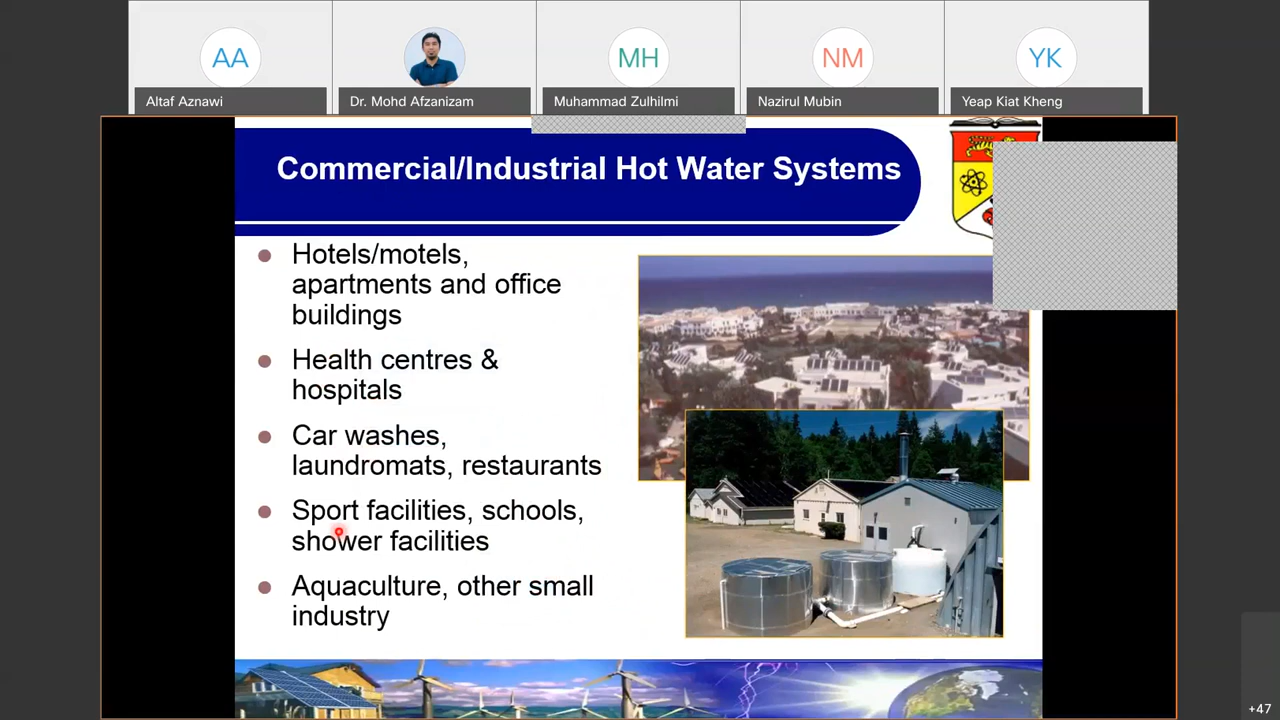 AA
MH
NM
YK
Altaf Aznawi
Dr. Mohd Afzanizam
Muhammad Zulhilmi
Nazirul Mubin
Yeap Kiat Kheng
Commercial/Industrial Hot Water Systems
Hotels/motels,
apartments and office
buildings
Health centres &
hospitals
Car washes,
laundromats, restaurants
Sport facilities, schools,
shower facilities
Aquaculture, other small
industry
+47